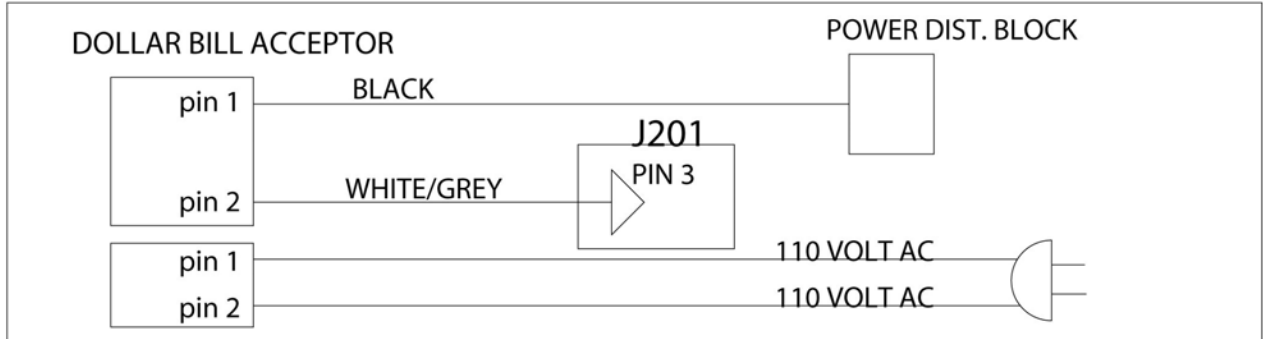 DOLLAR BILL ACCEPTOR
POWER DIST. BLOCK
pin 1
BLACK
J201
PIN 3
pin 2
WHITE/GREY
pin 1
110 VOLT AC
pin 2
110 VOLT AC